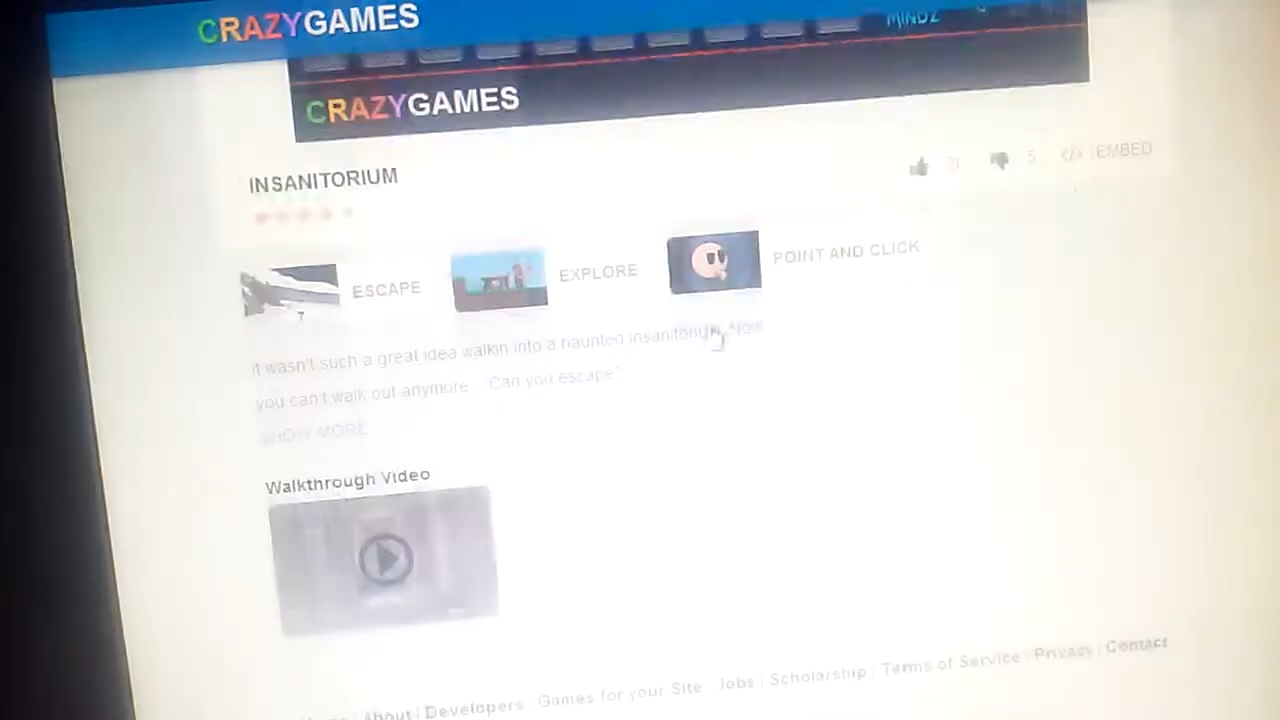 CRAZYGAMES
MINDZ
CRAZYGAMES
INSANITORIUM
5 </> EMBED
ESCAPE EXPLORE POINT AND CLICK
It wasn't such a great idea walkin into a haunted insanitorium. Now
you can't walk out anymore... Can you escape?
SHOW MORE
Walkthrough Video
About | Developers Games for your Site Jobs | Scholarship | Terms of Service | Privacy | Contact